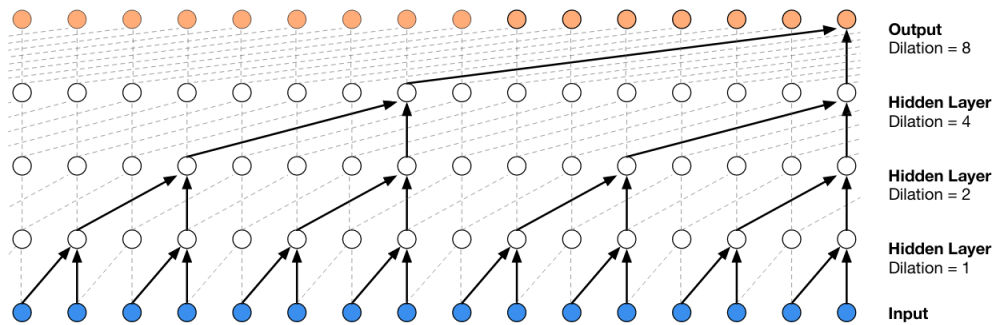 Output
Dilation = 8
Hidden Layer
Dilation = 4
Hidden Layer
Dilation = 2
Hidden Layer
Dilation = 1
Input